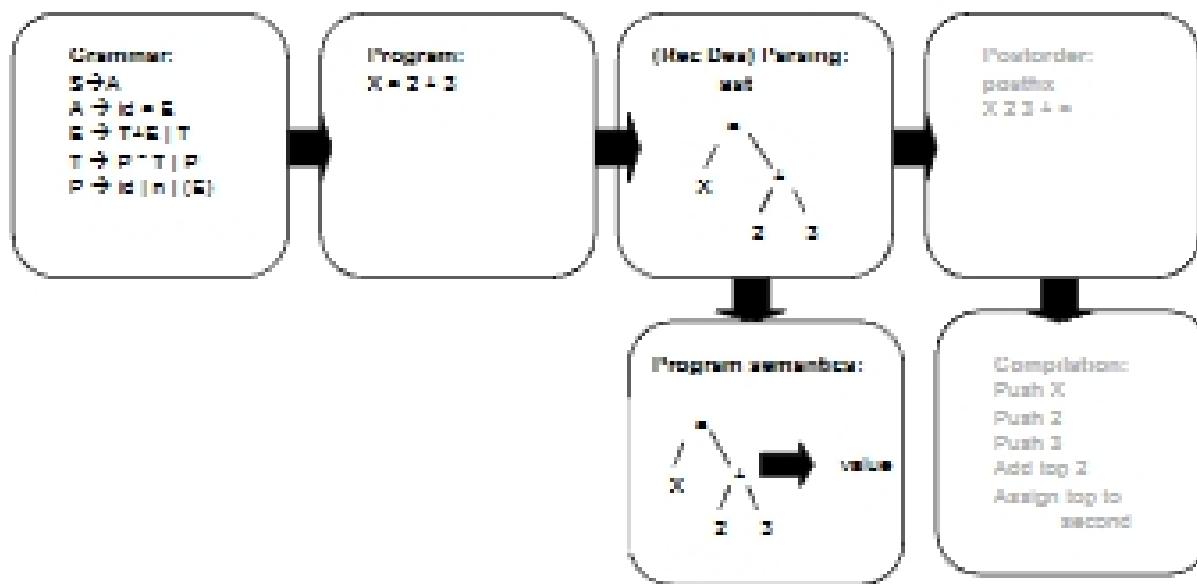 Grammar:
S→A
A → id = E
E → T+E | T
T → P * T | P
P → id | n | (E)
Program:
X = 2 + 3
(Rec Des) Parsing:
ast
=
X
+
2 3
Postorder:
postfix
X 2 3 + =
Program semantics:
=
X
+
value
2 3
Compilation:
Push X
Push 2
Push 3
Add top 2
Assign top to
second